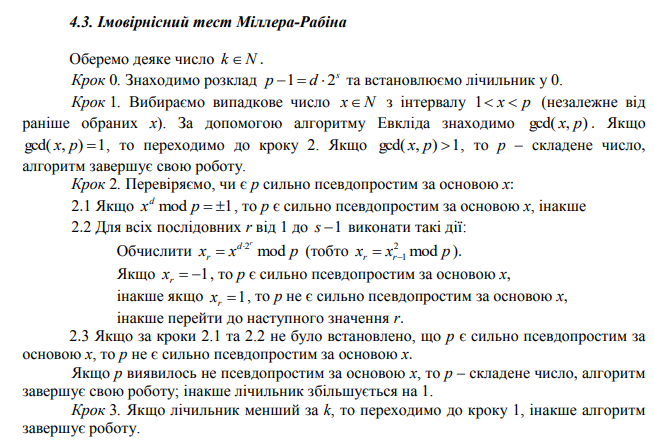 4.3. Імовірнісний тест Міллера-Рабіна
Оберемо деяке число k ∈ N .
Крок 0. Знаходимо розклад p − 1 = d · 2^s та встановлюємо лічильник у 0.
Крок 1. Вибираємо випадкове число x ∈ N з інтервалу 1 < x < p (незалежне від
раніше обраних x). За допомогою алгоритму Евкліда знаходимо gcd(x, p) . Якщо
gcd(x, p) = 1, то переходимо до кроку 2. Якщо gcd(x, p) > 1, то p – складене число,
алгоритм завершує свою роботу.
Крок 2. Перевіряємо, чи є p сильно псевдопростим за основою x:
2.1 Якщо x^d mod p = ±1, то p є сильно псевдопростим за основою x, інакше
2.2 Для всіх послідовних r від 1 до s − 1 виконати такі дії:
Обчислити x_r = x^{d·2^r} mod p (тобто x_r = x_{r−1}^2 mod p ).
Якщо x_r = −1, то p є сильно псевдопростим за основою x,
інакше якщо x_r = 1, то p не є сильно псевдопростим за основою x,
інакше перейти до наступного значення r.
2.3 Якщо за кроки 2.1 та 2.2 не було встановлено, що p є сильно псевдопростим за
основою x, то p не є сильно псевдопростим за основою x.
Якщо p виявилось не псевдопростим за основою x, то p – складене число, алгоритм
завершує свою роботу; інакше лічильник збільшується на 1.
Крок 3. Якщо лічильник менший за k, то переходимо до кроку 1, інакше алгоритм
завершує роботу.